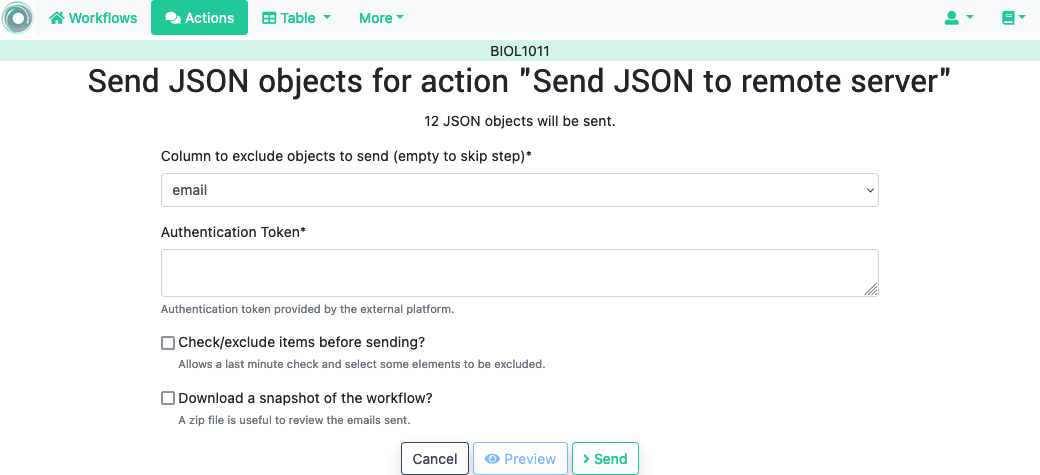 Workflows Actions Table More
BIOL1011
Send JSON objects for action "Send JSON to remote server"
12 JSON objects will be sent.
Column to exclude objects to send (empty to skip step)*
email
Authentication Token*
Authentication token provided by the external platform.
Check/exclude items before sending?
Allows a last minute check and select some elements to be excluded.
Download a snapshot of the workflow?
A zip file is useful to review the emails sent.
Cancel Preview Send